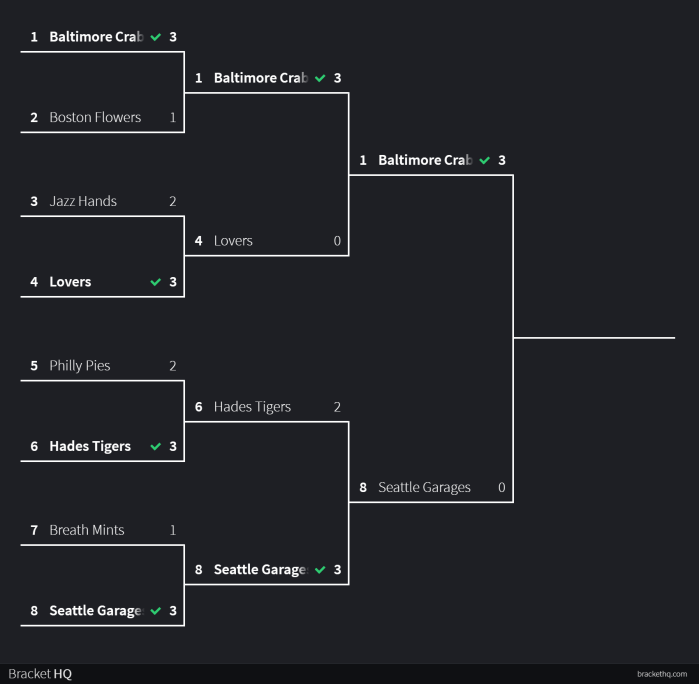 1 Baltimore Crab 3
2 Boston Flowers 1
3 Jazz Hands 2
4 Lovers 3
5 Philly Pies 2
6 Hades Tigers 3
7 Breath Mints 1
8 Seattle Garage 3
1 Baltimore Crab 3
4 Lovers 0
6 Hades Tigers 2
8 Seattle Garage 3
1 Baltimore Crab 3
8 Seattle Garages 0
Bracket HQ
brackethq.com